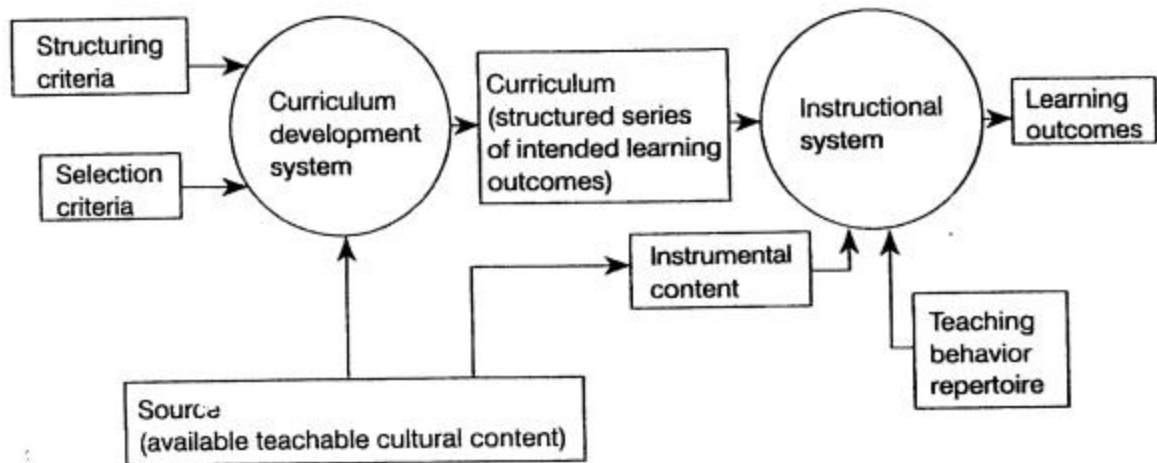 Structuring
criteria
Selection
criteria
Curriculum
development
system
Curriculum
(structured series
of intended learning
outcomes)
Instructional
system
Learning
outcomes
Instrumental
content
Teaching
behavior
repertoire
Source
(available teachable cultural content)